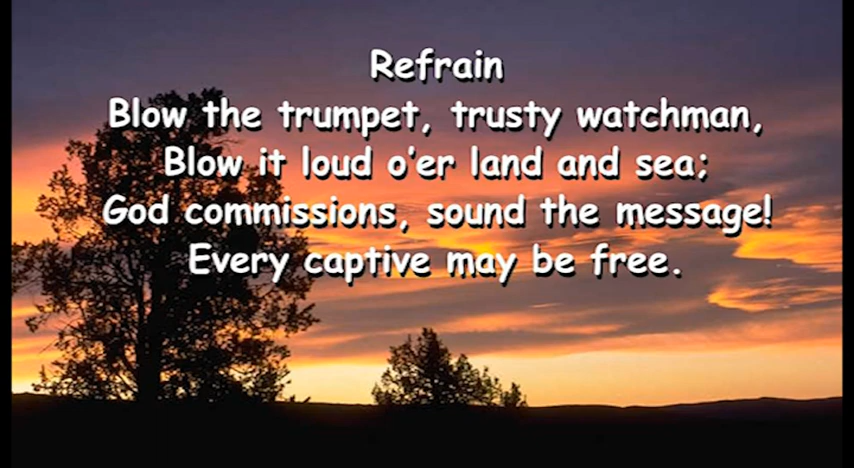 Refrain
Blow the trumpet, trusty watchman,
Blow it loud o'er land and sea;
God commissions, sound the message!
Every captive may be free.